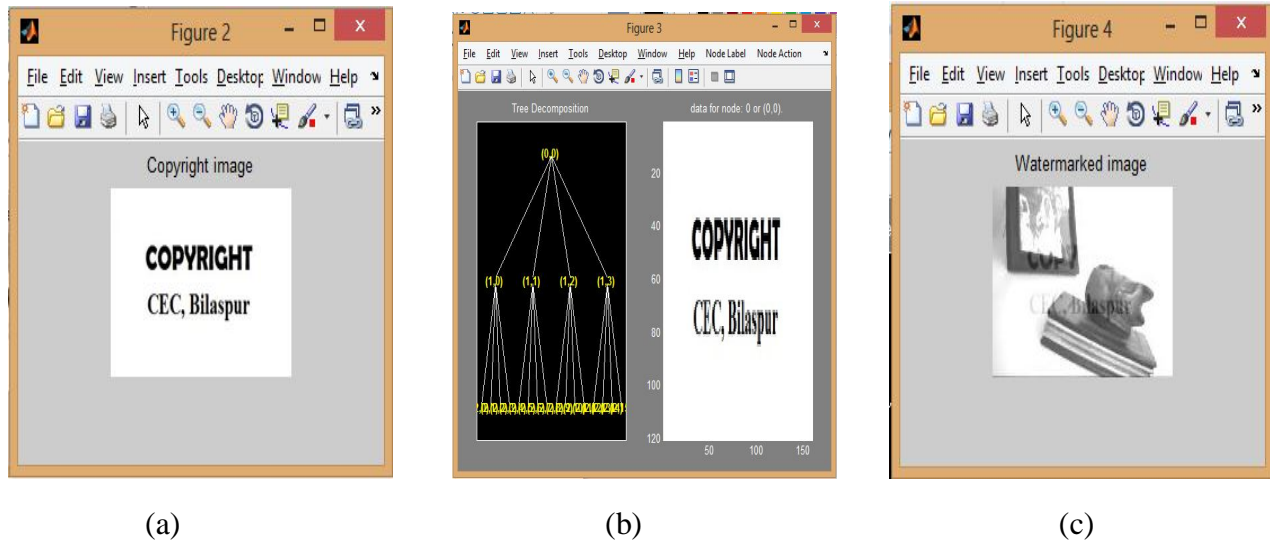 Figure 2
File Edit View Insert Tools Desktop Window Help
Copyright image
COPYRIGHT
CEC, Bilaspur
Figure 3
File Edit View Insert Tools Desktop Window Help Node Label Node Action
Tree Decomposition
(0,0)
(1,0) (1,1) (1,2) (1,3)
data for node: 0 or (0,0).
20
40
60
80
100
120
50 100 150
COPYRIGHT
CEC, Bilaspur
Figure 4
File Edit View Insert Tools Desktop Window Help
Watermarked image
COPY
CEC, Bilaspur
(a) (b) (c)